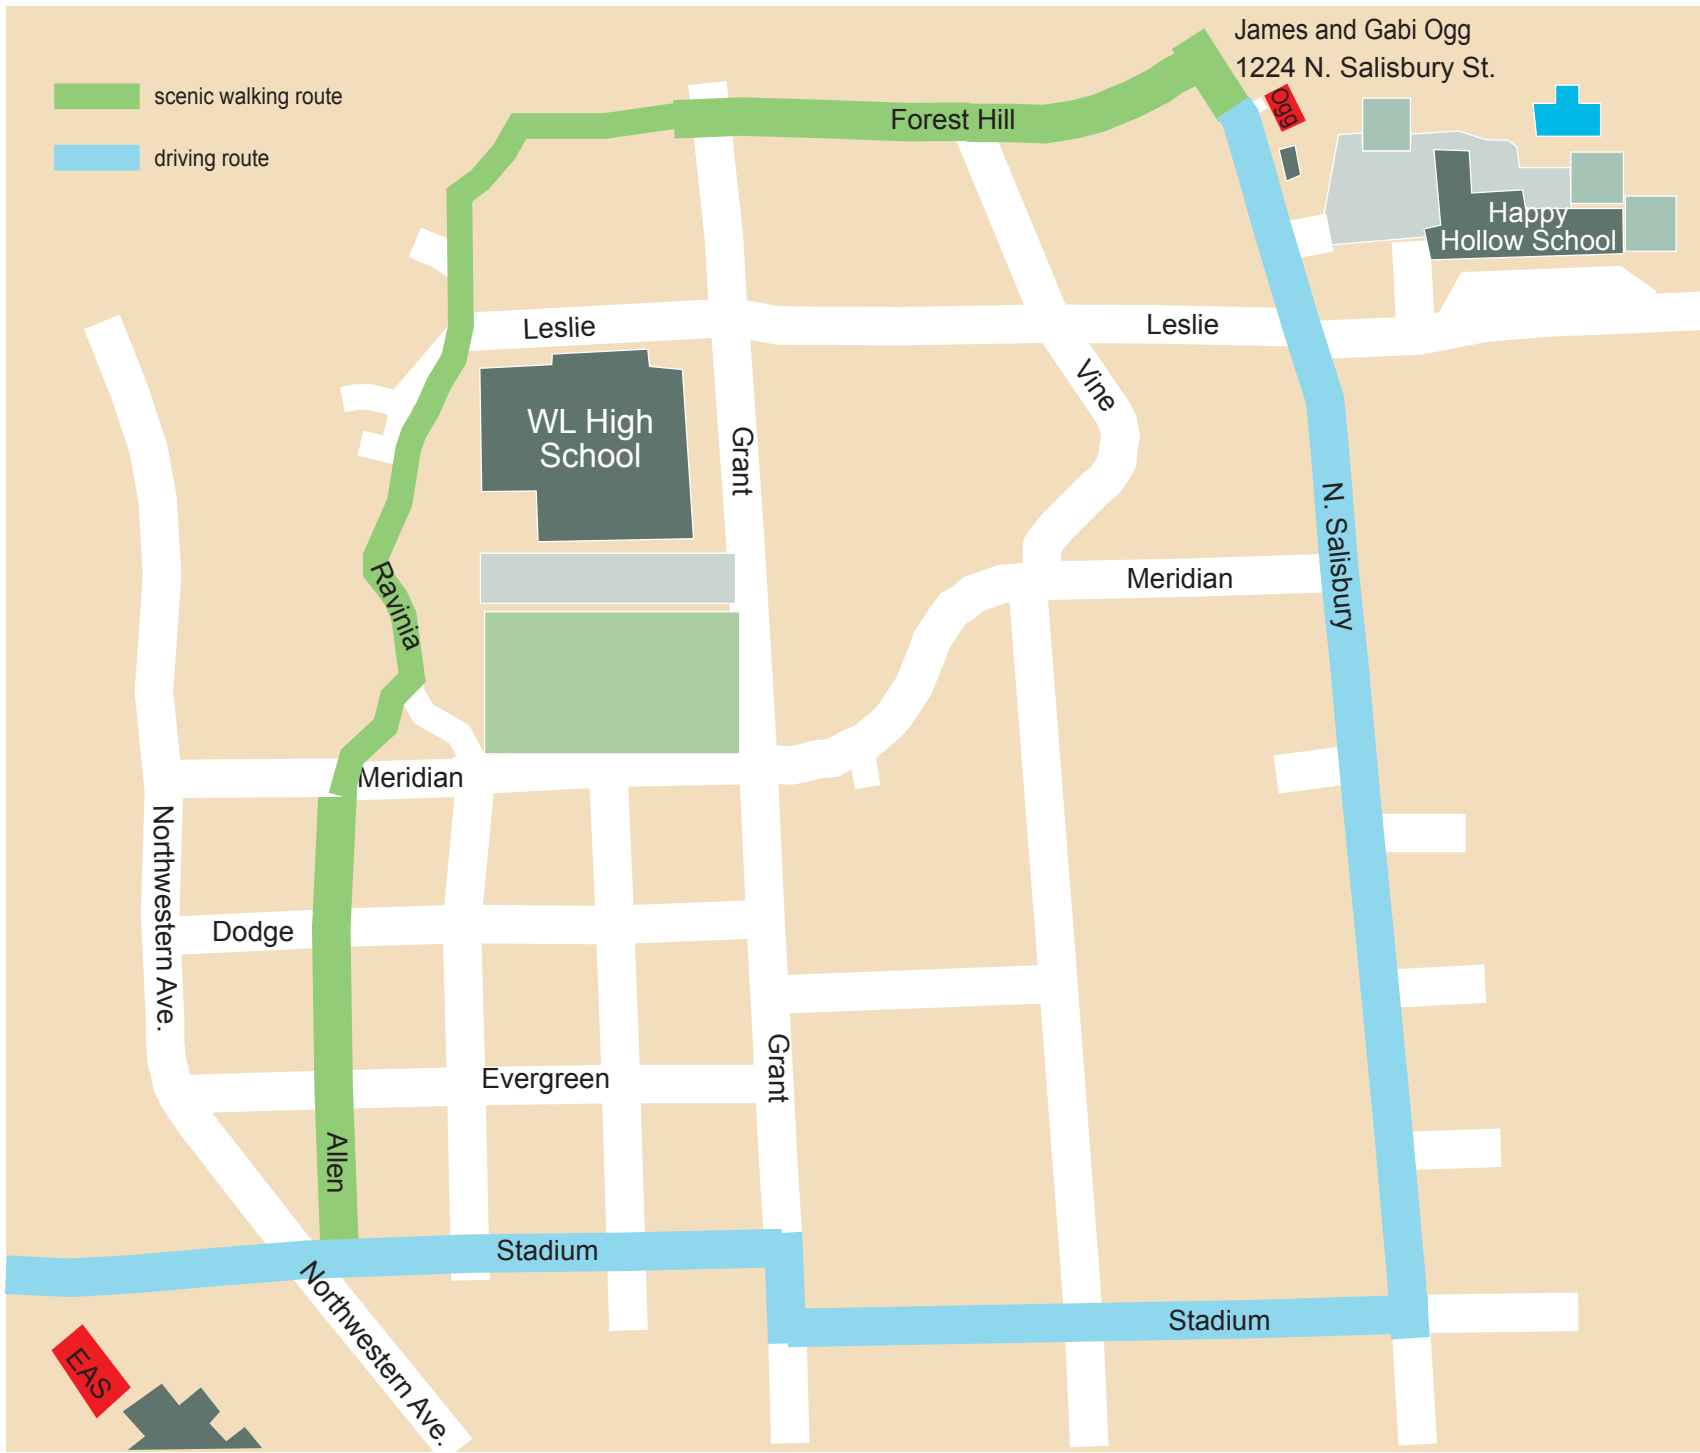 James and Gabi Ogg
1224 N. Salisbury St.
scenic walking route
driving route
Ogg
Forest Hill
Happy
Hollow School
Leslie
Leslie
Vine
WL High
School
Grant
N. Salisbury
Ravinia
Meridian
Meridian
Northwestern Ave.
Dodge
Grant
Evergreen
Allen
Stadium
Stadium
Northwestern Ave.
EAS